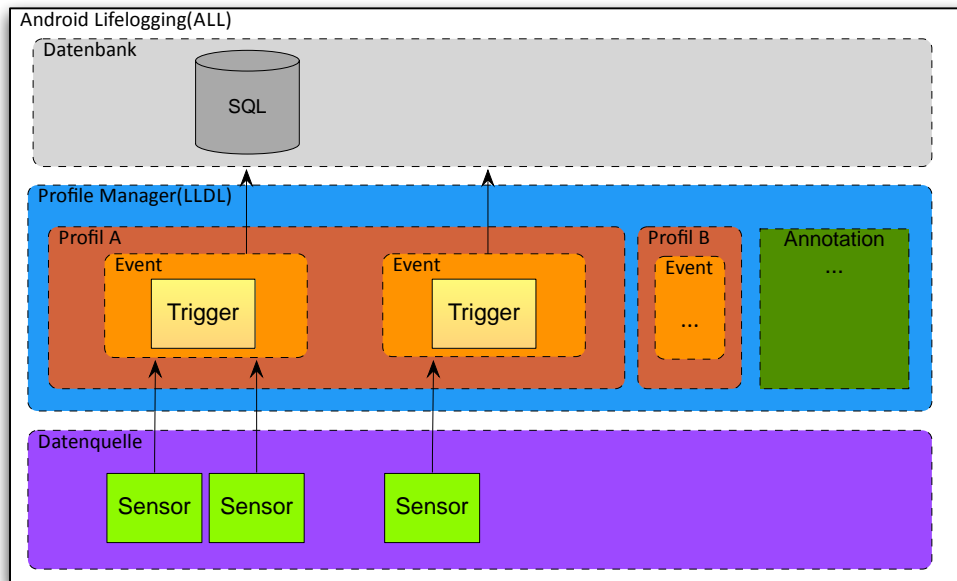 Android Lifelogging(ALL)
Datenbank
SQL
Profile Manager(LLDL)
Profil A
Event
Trigger
Event
Trigger
Profil B
Event
...
Annotation
...
Datenquelle
Sensor
Sensor
Sensor